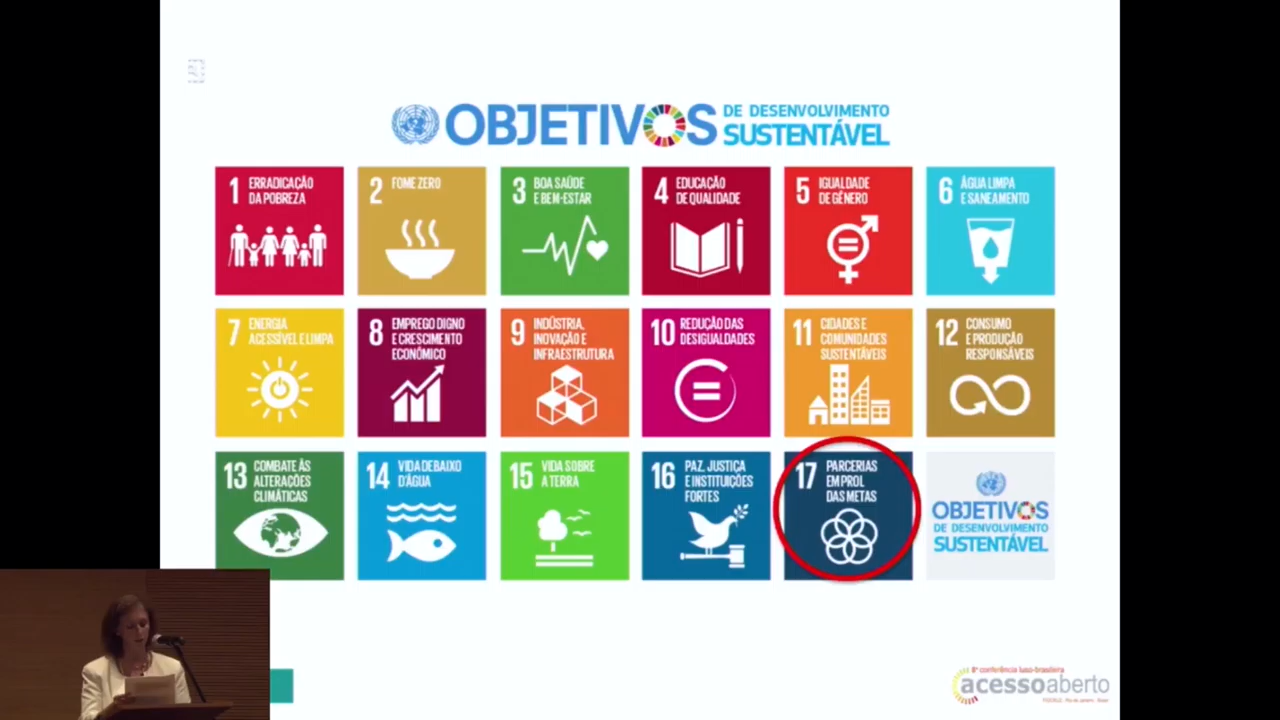 OBJETIVOS
DE DESENVOLVIMENTO
SUSTENTÁVEL
1 ERRADICAÇÃO
DA POBREZA
2 FOME ZERO
3 BOA SAÚDE
E BEM-ESTAR
4 EDUCAÇÃO
DE QUALIDADE
5 IGUALDADE
DE GÊNERO
6 ÁGUA LIMPA
E SANEAMENTO
7 ENERGIA
ACESSÍVEL E LIMPA
8 EMPREGO DIGNO
E CRESCIMENTO
ECONÔMICO
9 INDÚSTRIA,
INOVAÇÃO E
INFRAESTRUTURA
10 REDUÇÃO DAS
DESIGUALDADES
11 CIDADES E
COMUNIDADES
SUSTENTÁVEIS
12 CONSUMO
E PRODUÇÃO
RESPONSÁVEIS
13 COMBATE ÀS
ALTERAÇÕES
CLIMÁTICAS
14 VIDA DEBAIXO
D'ÁGUA
15 VIDA SOBRE
A TERRA
16 PAZ, JUSTIÇA
E INSTITUIÇÕES
FORTES
17 PARCERIAS
EM PROL
DAS METAS
OBJETIVOS
DE DESENVOLVIMENTO
SUSTENTÁVEL
8ª conferência luso-brasileira
acessoaberto